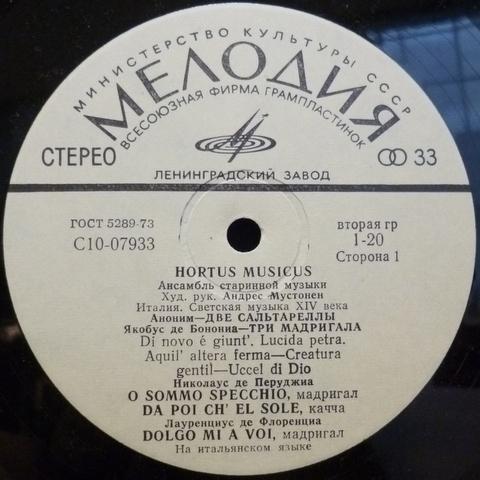 МИНИСТЕРСТВО КУЛЬТУРЫ СССР
МЕЛОДИЯ
ВСЕСОЮЗНАЯ ФИРМА ГРАМПЛАСТИНОК
СТЕРЕО
33
ЛЕНИНГРАДСКИЙ ЗАВОД
ГОСТ 5289-73
С10-07933
вторая гр
1-20
Сторона 1
HORTUS MUSICUS
Ансамбль старинной музыки
Худ. рук. Андрес Мустонен
Италия. Светская музыка XIV века
Аноним—ДВЕ САЛЬТАРЕЛЛЫ
Якобус де Бонониа—ТРИ МАДРИГАЛА
Di novo é giunt'. Lucida petra.
Aquil' altera ferma—Creatura
gentil—Uccel di Dio
Николаус де Перуджиа
O SOMMO SPECCHIO, мадригал
DA POI CH' EL SOLE, качча
Лауренциус де Флоренциа
DOLGO MI A VOI, мадригал
На итальянском языке